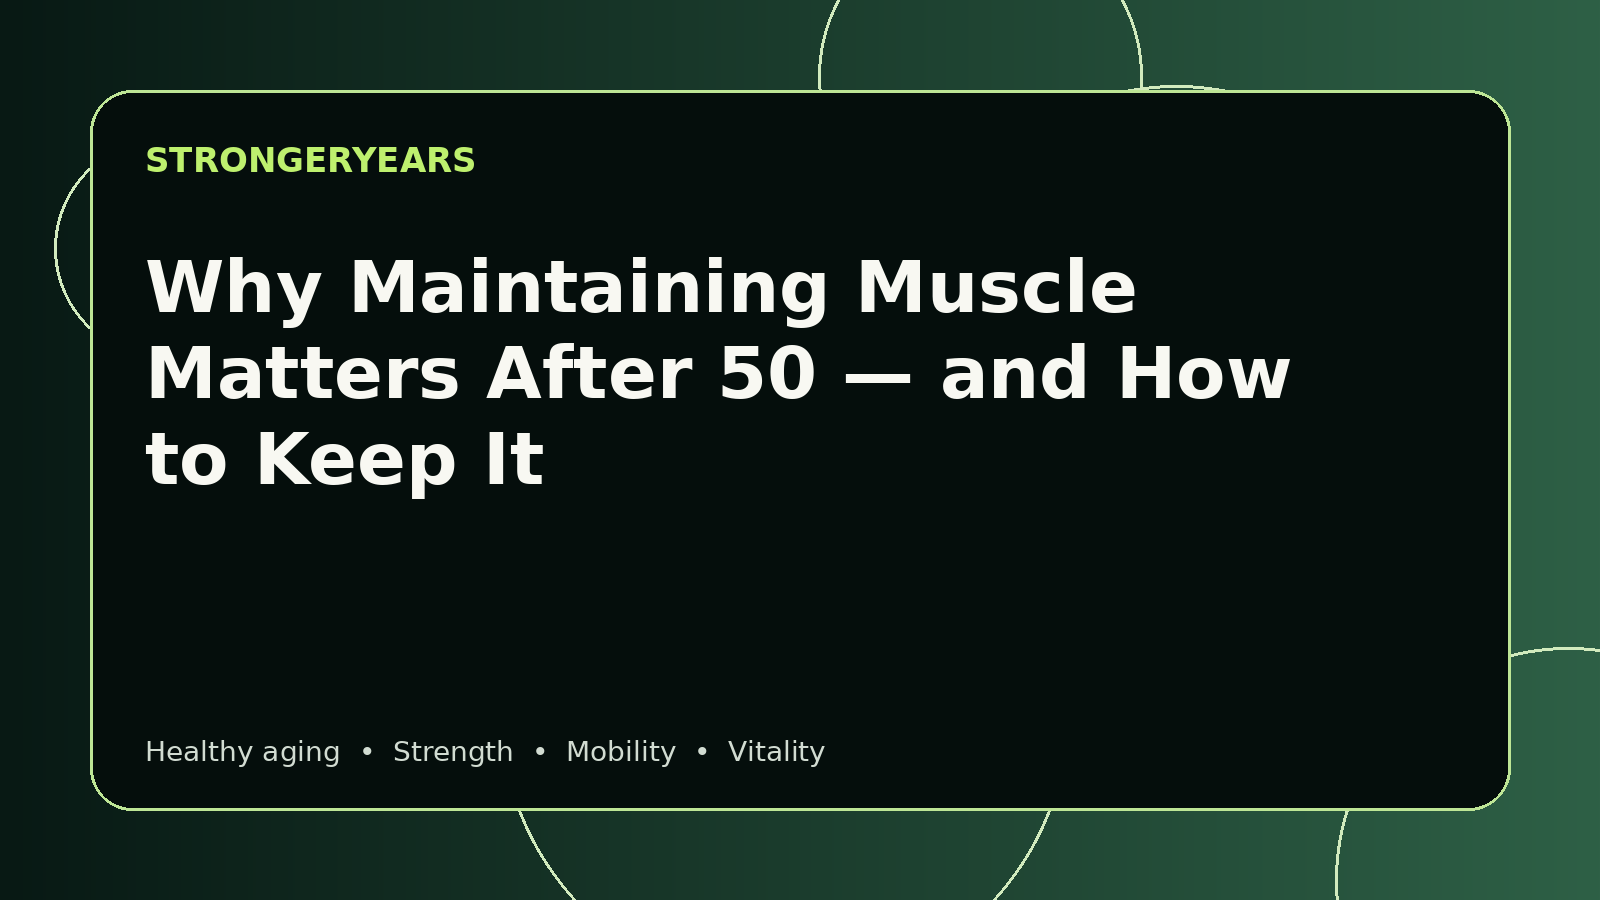 STRONGERYEARS
Why Maintaining Muscle
Matters After 50 — and How
to Keep It
Healthy aging • Strength • Mobility • Vitality